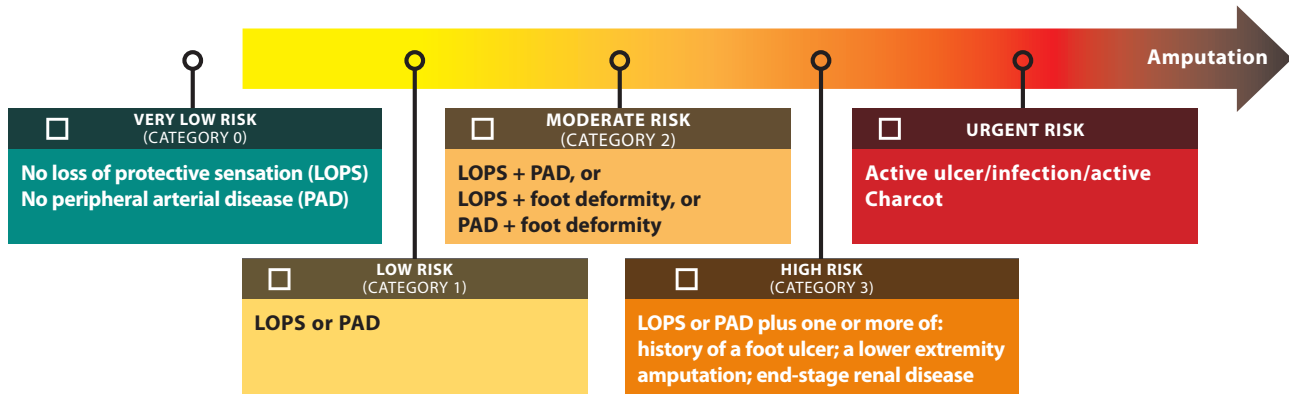 Amputation
VERY LOW RISK
(CATEGORY 0)
No loss of protective sensation (LOPS)
No peripheral arterial disease (PAD)
LOW RISK
(CATEGORY 1)
LOPS or PAD
MODERATE RISK
(CATEGORY 2)
LOPS + PAD, or
LOPS + foot deformity, or
PAD + foot deformity
HIGH RISK
(CATEGORY 3)
LOPS or PAD plus one or more of:
history of a foot ulcer; a lower extremity
amputation; end-stage renal disease
URGENT RISK
Active ulcer/infection/active
Charcot